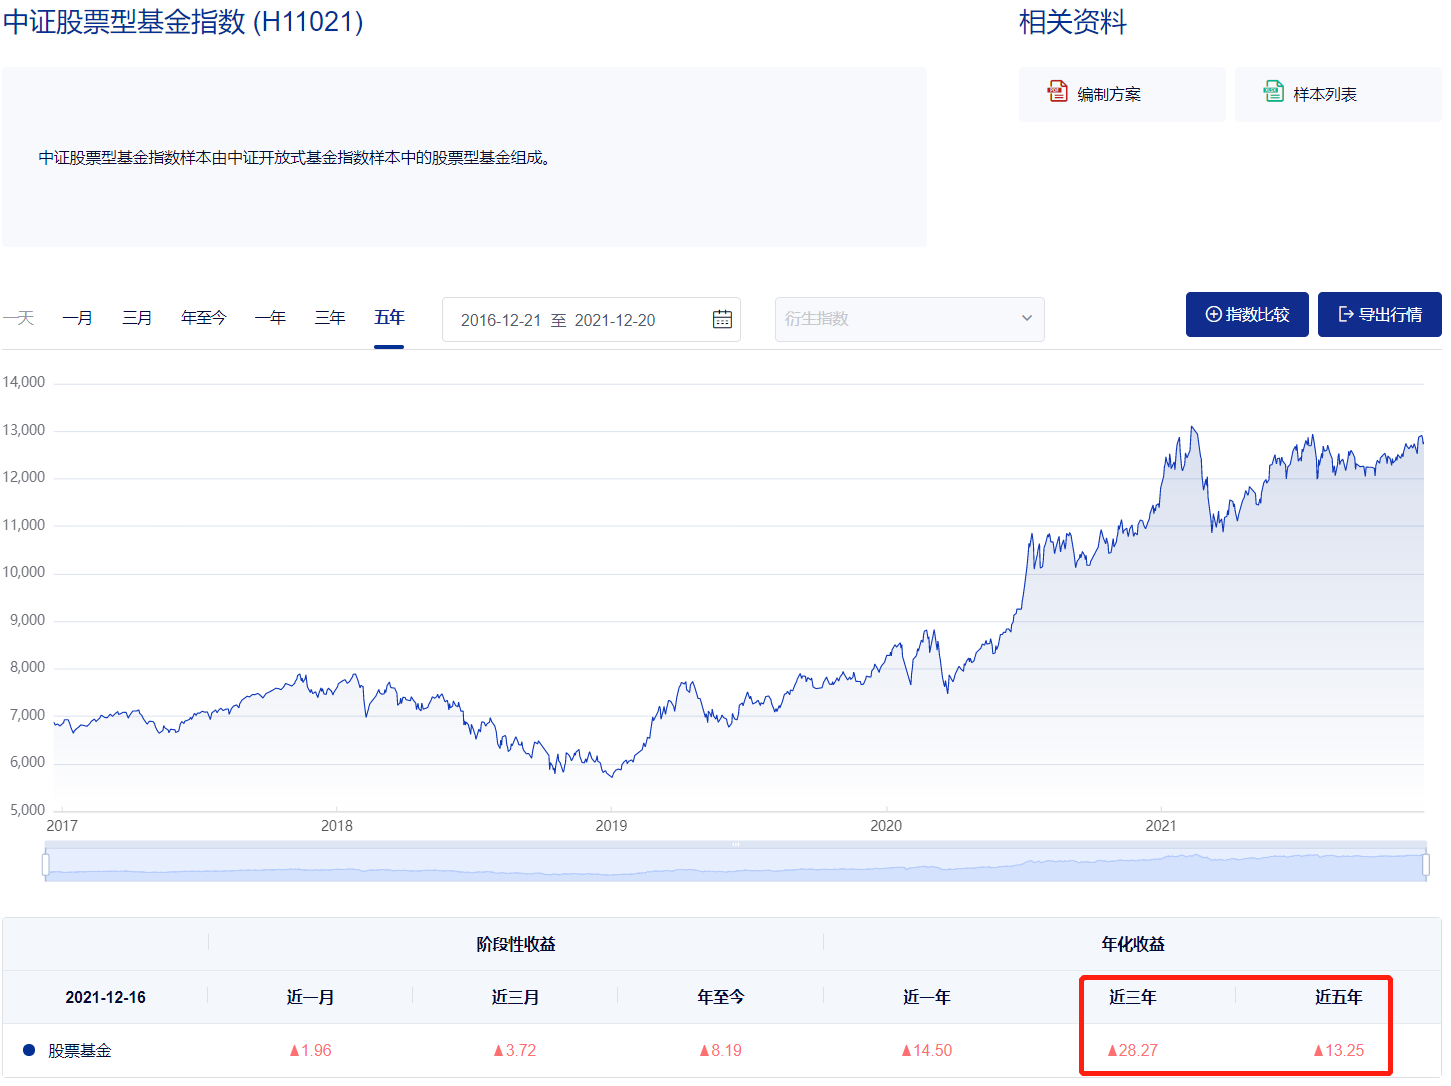 中证股票型基金指数 (H11021)
相关资料
编制方案
样本列表
中证股票型基金指数样本由中证开放式基金指数样本中的股票型基金组成。
一天 一月 三月 年至今 一年 三年 五年 2016-12-21 至 2021-12-20 衍生指数 指数比较 导出行情
14,000
13,000
12,000
11,000
10,000
9,000
8,000
7,000
6,000
5,000
2017 2018 2019 2020 2021
阶段性收益 年化收益
2021-12-16 近一月 近三月 年至今 近一年 近三年 近五年
股票基金 ▲1.96 ▲3.72 ▲8.19 ▲14.50 ▲28.27 ▲13.25